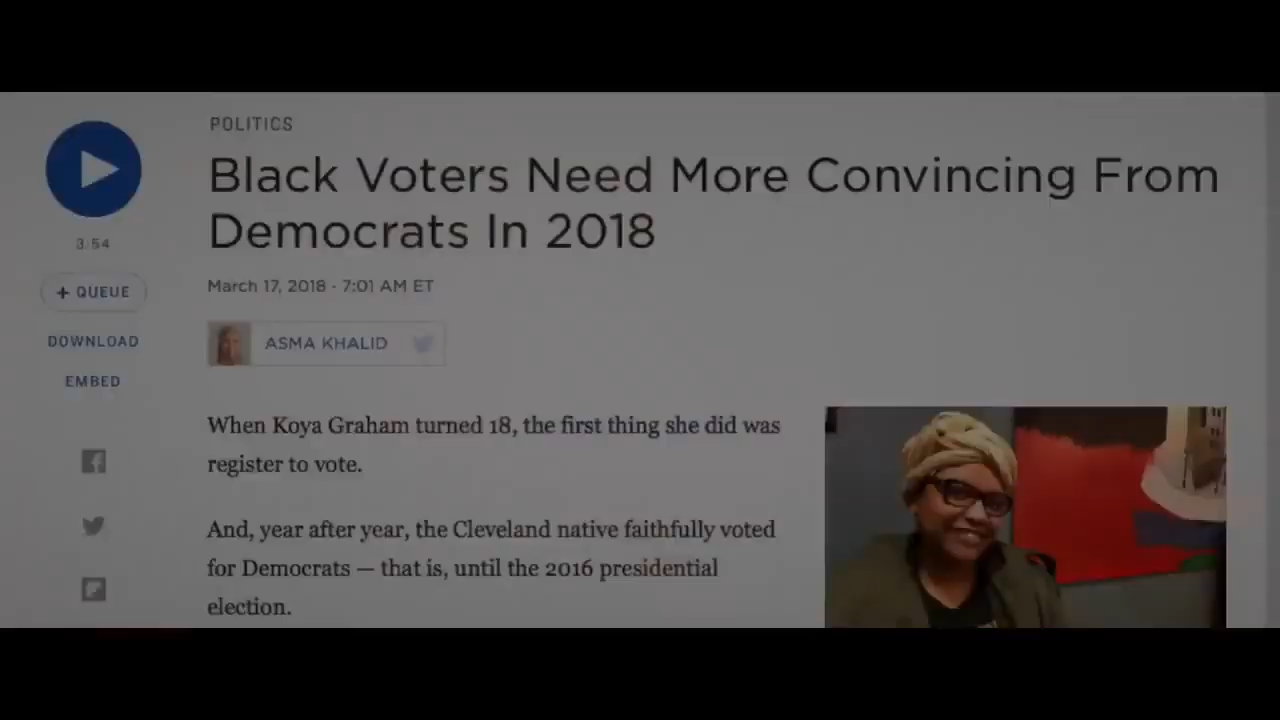 POLITICS
Black Voters Need More Convincing From
Democrats In 2018
3:54
March 17, 2018 · 7:01 AM ET
+ QUEUE
ASMA KHALID
DOWNLOAD
EMBED
When Koya Graham turned 18, the first thing she did was
register to vote.
And, year after year, the Cleveland native faithfully voted
for Democrats — that is, until the 2016 presidential
election.